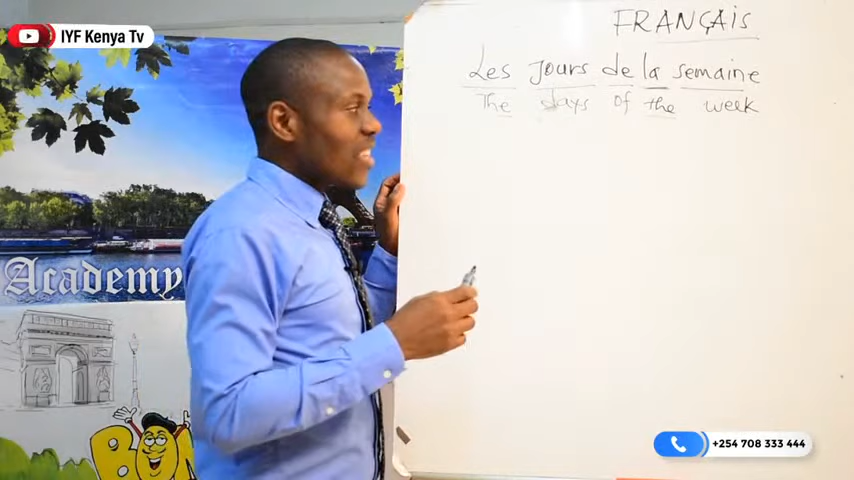 IYF Kenya Tv
FRANÇAIS
Les Jours de la semaine
The days of the week
Academy
BON
+254 708 333 444